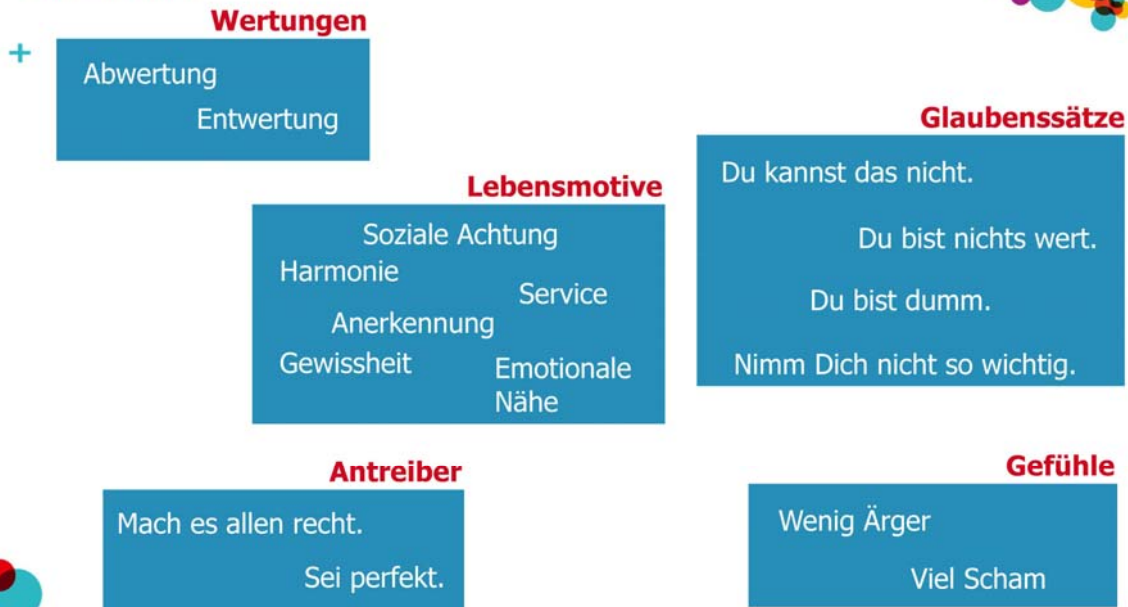 Wertungen
Abwertung
Entwertung
Glaubenssätze
Du kannst das nicht.
Du bist nichts wert.
Du bist dumm.
Nimm Dich nicht so wichtig.
Lebensmotive
Soziale Achtung
Harmonie
Service
Anerkennung
Gewissheit
Emotionale
Nähe
Antreiber
Mach es allen recht.
Sei perfekt.
Gefühle
Wenig Ärger
Viel Scham